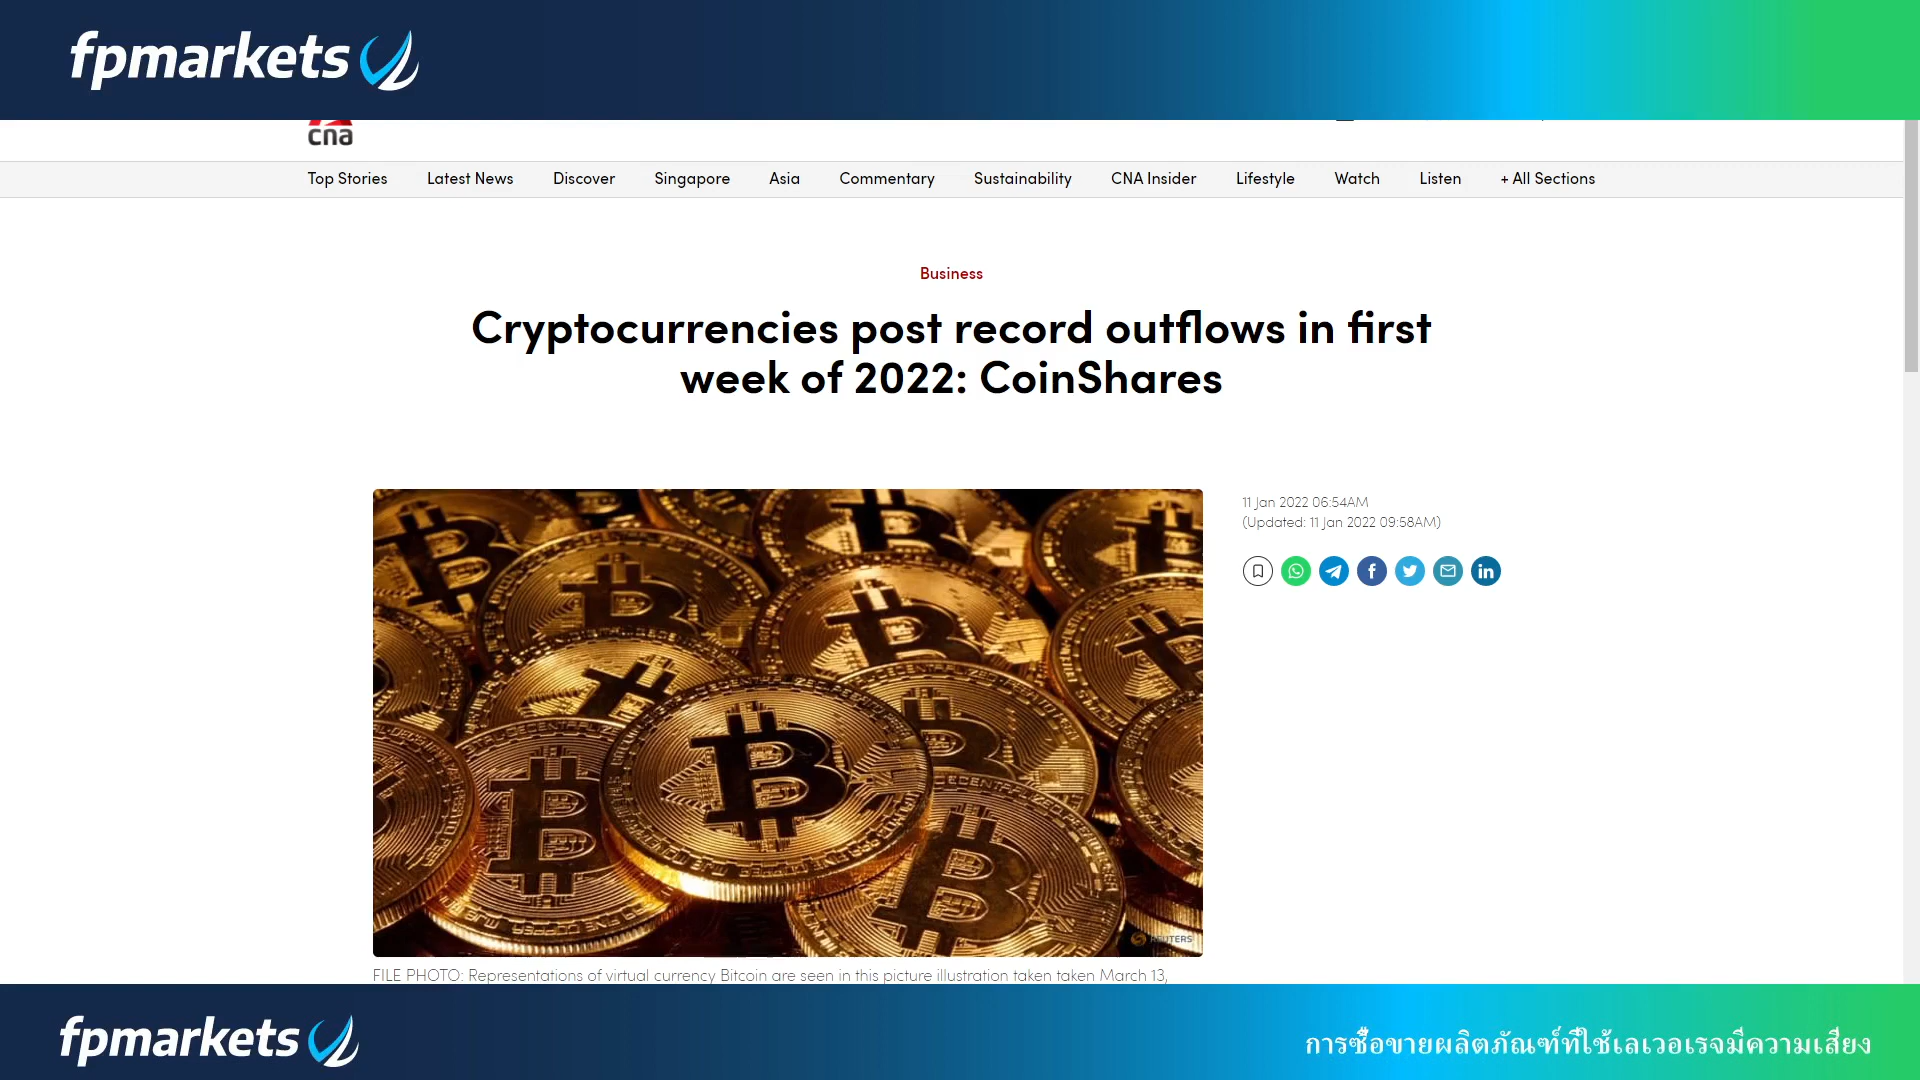 fpmarkets
cna
Top Stories Latest News Discover Singapore Asia Commentary Sustainability CNA Insider Lifestyle Watch Listen + All Sections
Business
Cryptocurrencies post record outflows in first
week of 2022: CoinShares
11 Jan 2022 06:54AM
(Updated: 11 Jan 2022 09:58AM)
REUTERS
FILE PHOTO: Representations of virtual currency Bitcoin are seen in this picture illustration taken taken March 13,
fpmarkets
การซื้อขายผลิตภัณฑ์ที่ใช้เลเวอเรจมีความเสี่ยง